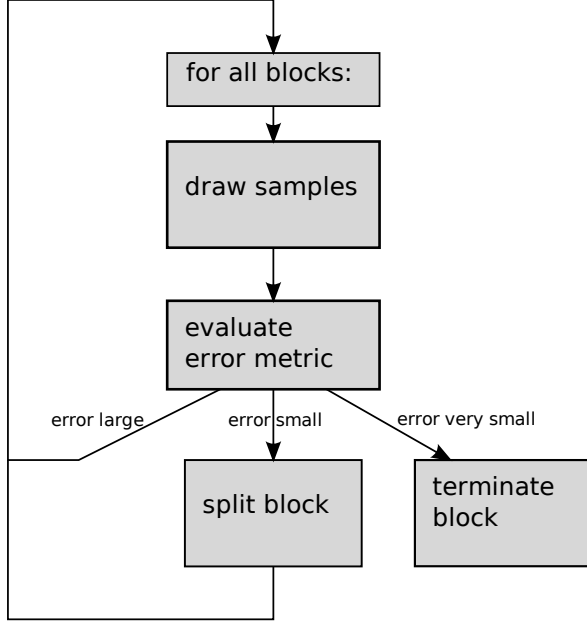 for all blocks:
draw samples
evaluate
error metric
error large
error small
error very small
split block
terminate
block